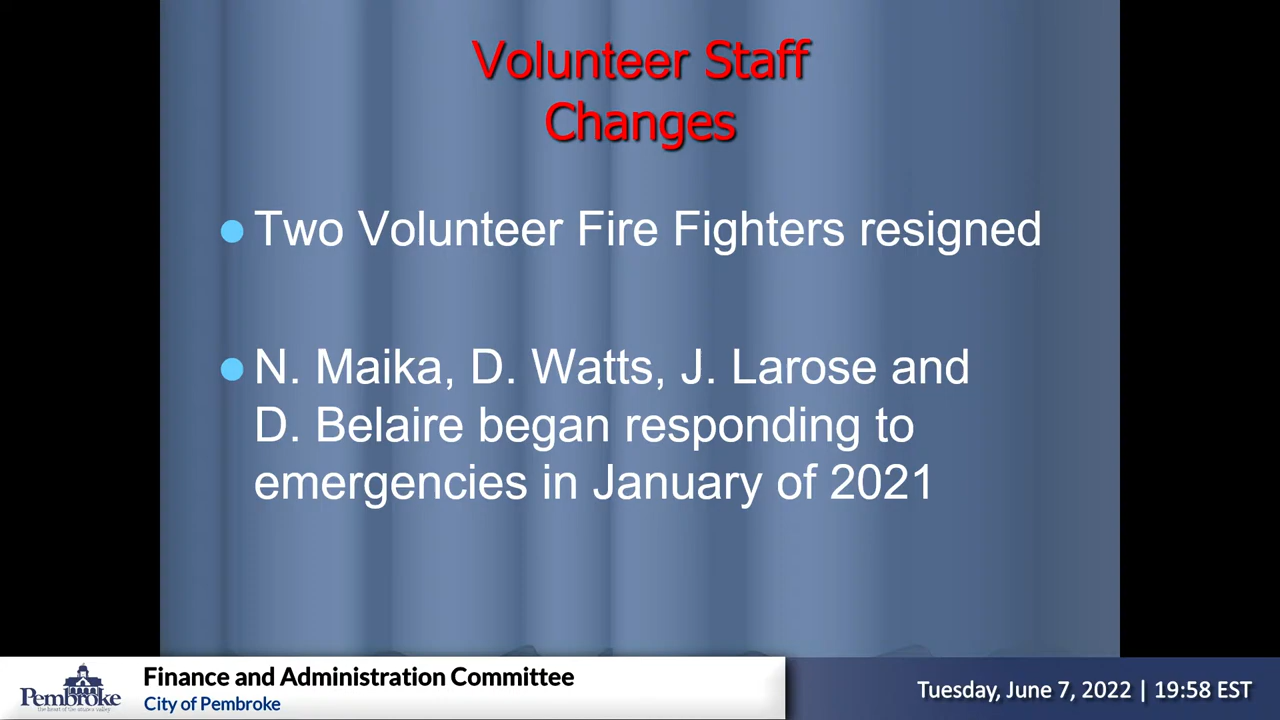 Volunteer Staff
Changes
Two Volunteer Fire Fighters resigned
N. Maika, D. Watts, J. Larose and
D. Belaire began responding to
emergencies in January of 2021
Pembroke
Finance and Administration Committee
City of Pembroke
Tuesday, June 7, 2022 | 19:58 EST